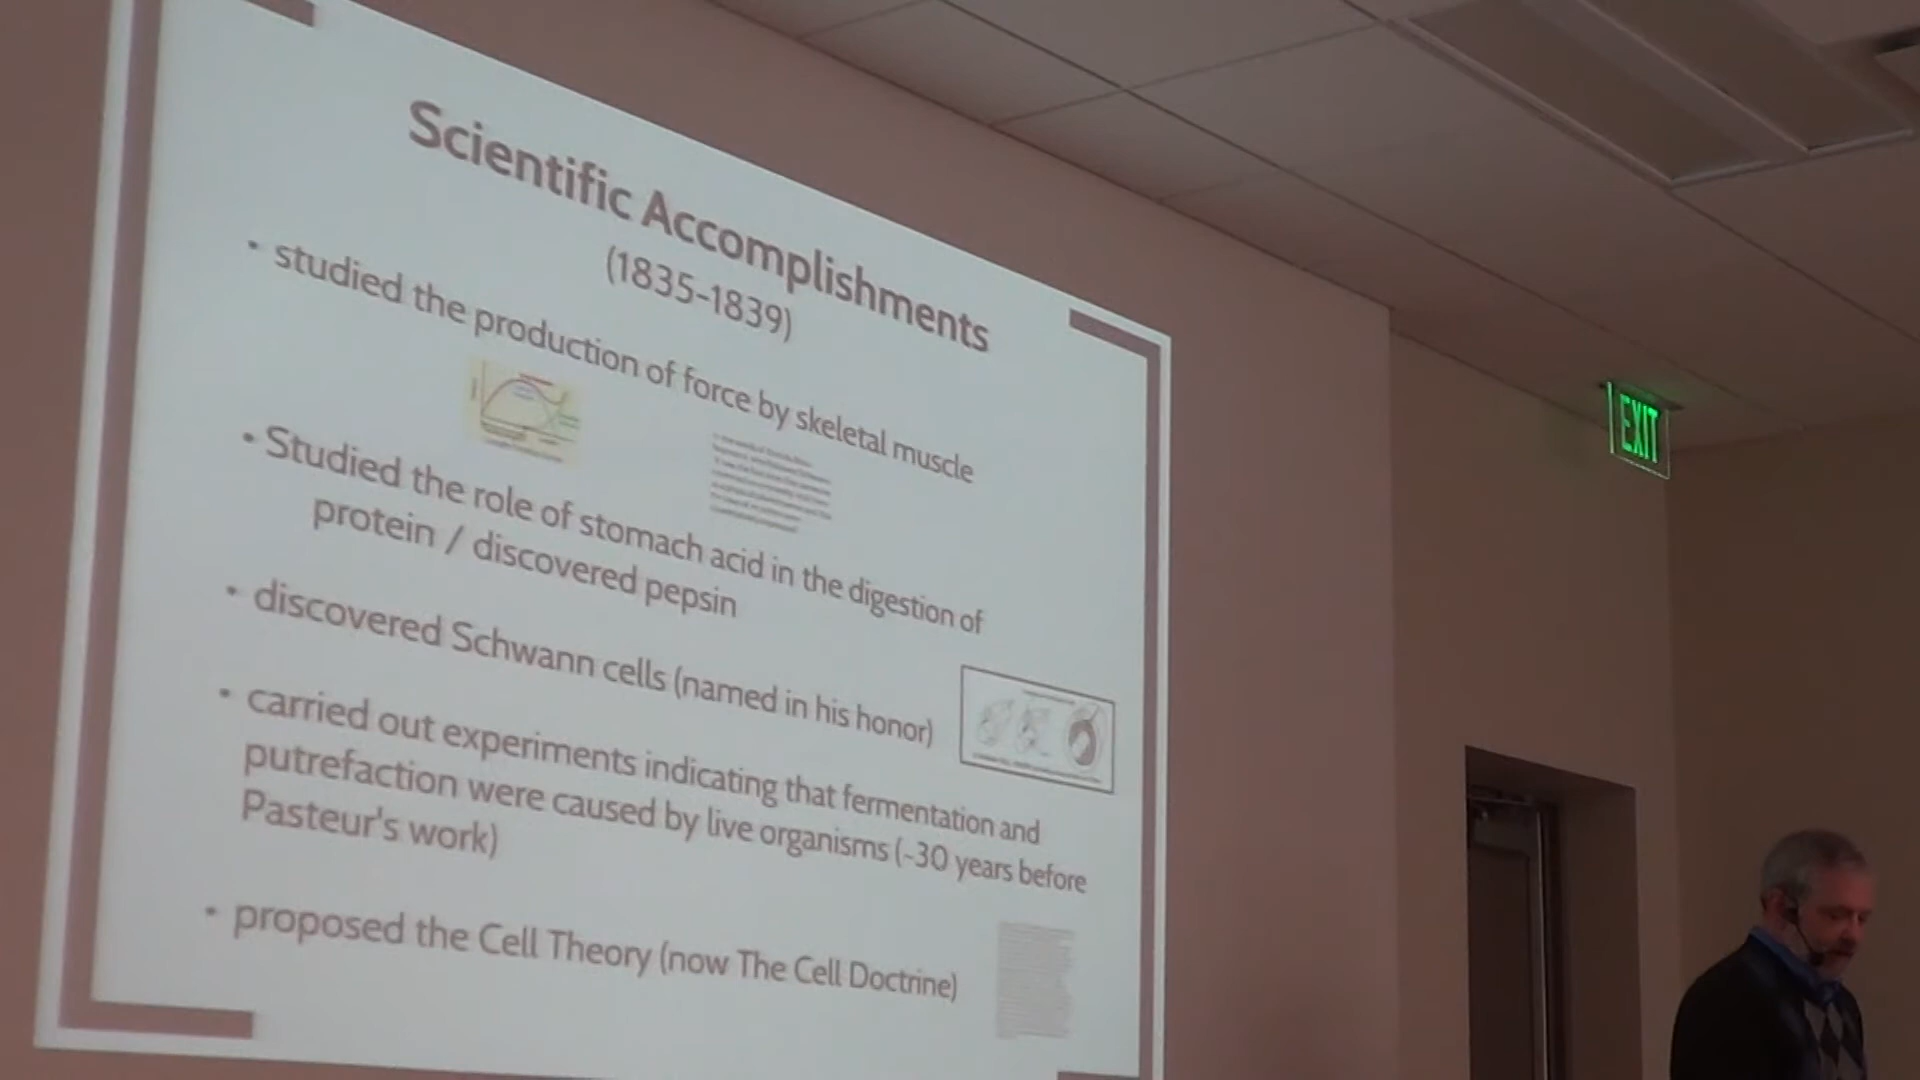 Scientific Accomplishments
(1835-1839)
• studied the production of force by skeletal muscle
• Studied the role of stomach acid in the digestion of
protein / discovered pepsin
• discovered Schwann cells (named in his honor)
• carried out experiments indicating that fermentation and
putrefaction were caused by live organisms (~30 years before
Pasteur's work)
• proposed the Cell Theory (now The Cell Doctrine)
EXIT